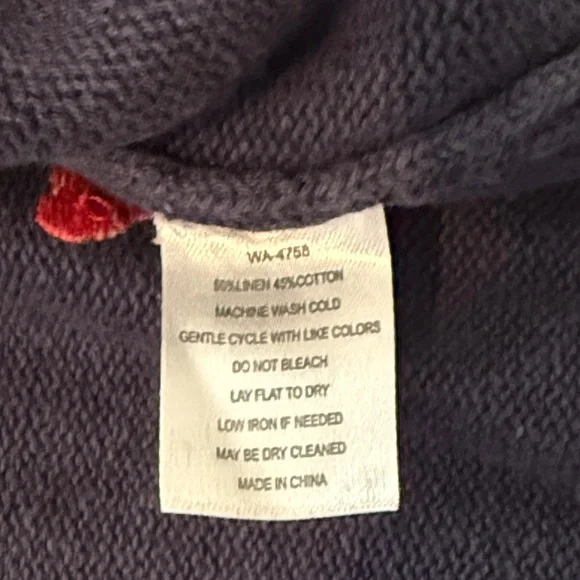 WA-4758
LINEN 45%COTTON
MACHINE WASH COLD
GENTLE CYCLE WITH LIKE COLORS
DO NOT BLEACH
LAY FLAT TO DRY
LOW IRON IF NEEDED
MAY BE DRY CLEANED
MADE IN CHINA